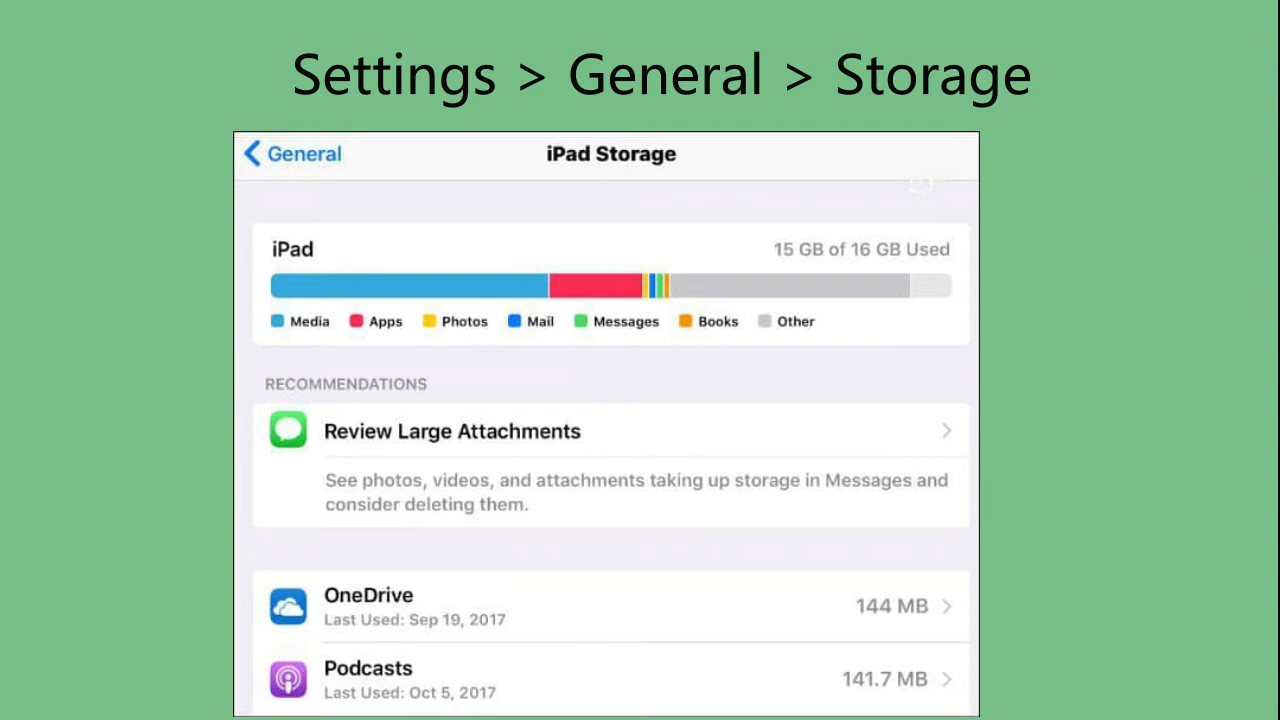 Settings > General > Storage
General
iPad Storage
iPad
15 GB of 16 GB Used
Media Apps Photos Mail Messages Books Other
RECOMMENDATIONS
Review Large Attachments
See photos, videos, and attachments taking up storage in Messages and
consider deleting them.
OneDrive
144 MB
Last Used: Sep 19, 2017
Podcasts
141.7 MB
Last Used: Oct 5, 2017